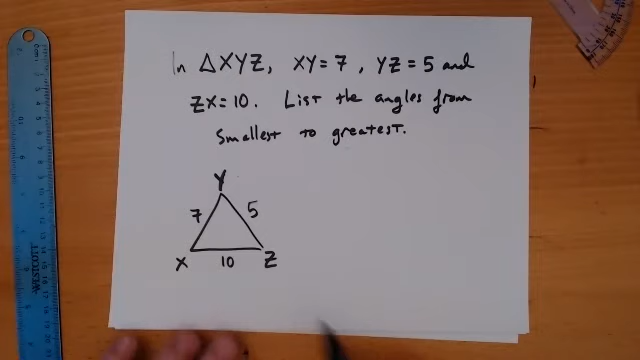 In △XYZ, XY=7, YZ=5 and
ZX=10. List the angles from
smallest to greatest.
Y
7
5
X
10
Z
WESTCOTT